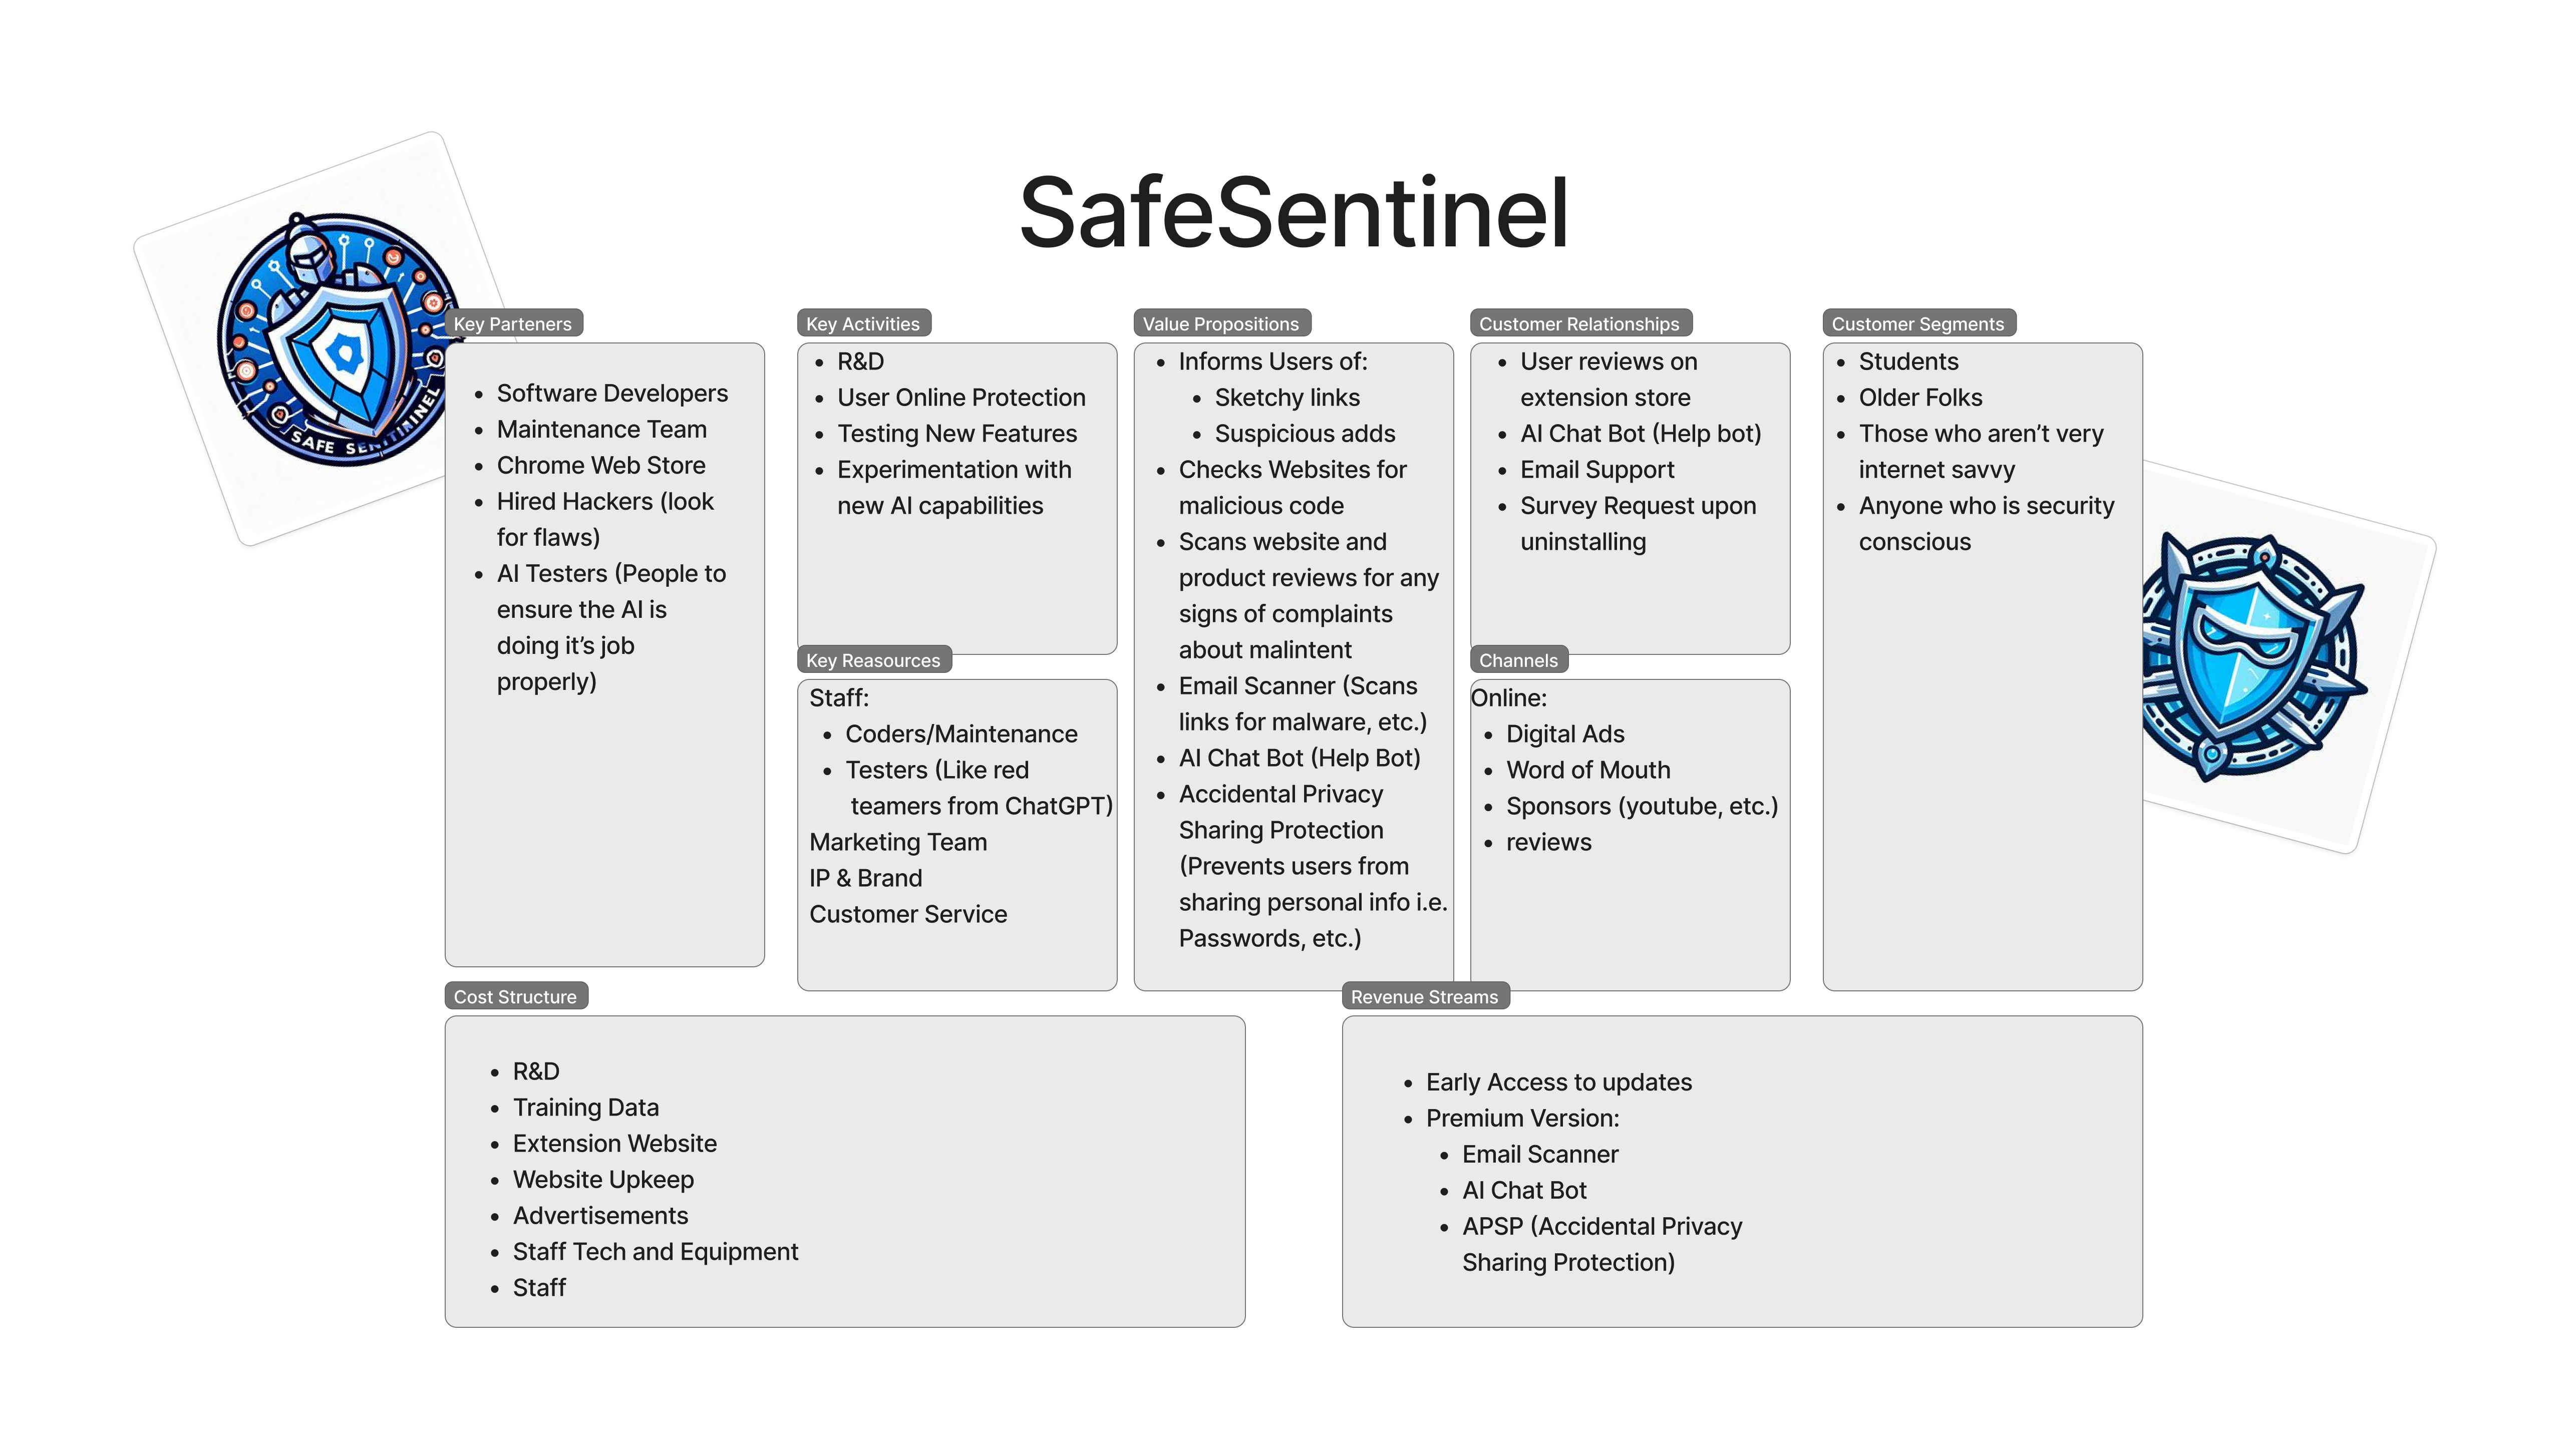 SafeSentinel
SAFE SENTINEL
Key Parteners
Software Developers
Maintenance Team
Chrome Web Store
Hired Hackers (look
for flaws)
AI Testers (People to
ensure the AI is
doing it’s job
properly)
Key Activities
R&D
User Online Protection
Testing New Features
Experimentation with
new AI capabilities
Key Reasources
Staff:
Coders/Maintenance
Testers (Like red
teamers from ChatGPT)
Marketing Team
IP & Brand
Customer Service
Value Propositions
Informs Users of:
Sketchy links
Suspicious adds
Checks Websites for
malicious code
Scans website and
product reviews for any
signs of complaints
about malintent
Email Scanner (Scans
links for malware, etc.)
AI Chat Bot (Help Bot)
Accidental Privacy
Sharing Protection
(Prevents users from
sharing personal info i.e.
Passwords, etc.)
Customer Relationships
User reviews on
extension store
AI Chat Bot (Help bot)
Email Support
Survey Request upon
uninstalling
Channels
Online:
Digital Ads
Word of Mouth
Sponsors (youtube, etc.)
reviews
Customer Segments
Students
Older Folks
Those who aren’t very
internet savvy
Anyone who is security
conscious
Cost Structure
R&D
Training Data
Extension Website
Website Upkeep
Advertisements
Staff Tech and Equipment
Staff
Revenue Streams
Early Access to updates
Premium Version:
Email Scanner
AI Chat Bot
APSP (Accidental Privacy
Sharing Protection)